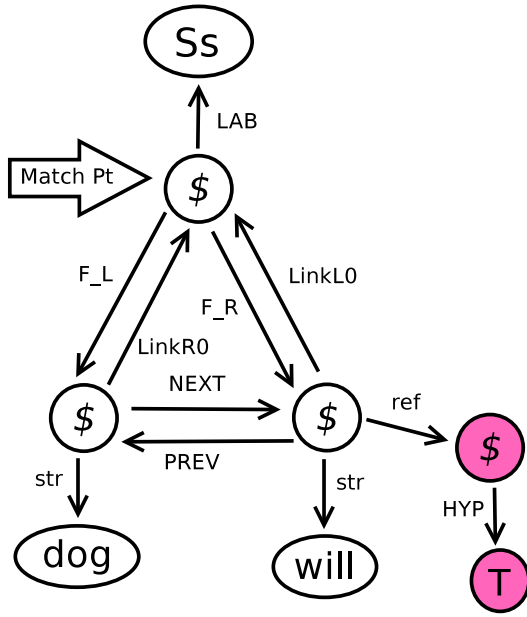 Ss
LAB
Match Pt
$
F_L
LinkL0
F_R
LinkR0
NEXT
ref
$
$
$
PREV
str
str
HYP
dog
will
T